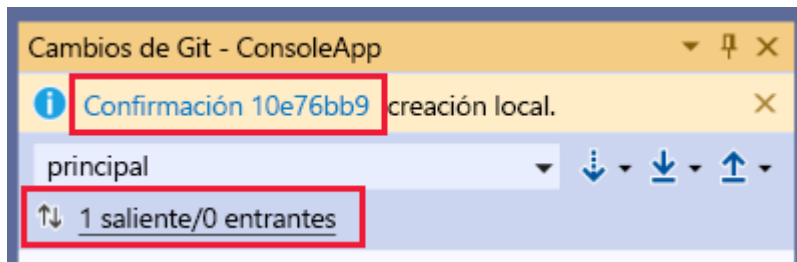 Cambios de Git - ConsoleApp
Confirmación 10e76bb9 creación local.
principal
1 saliente/0 entrantes